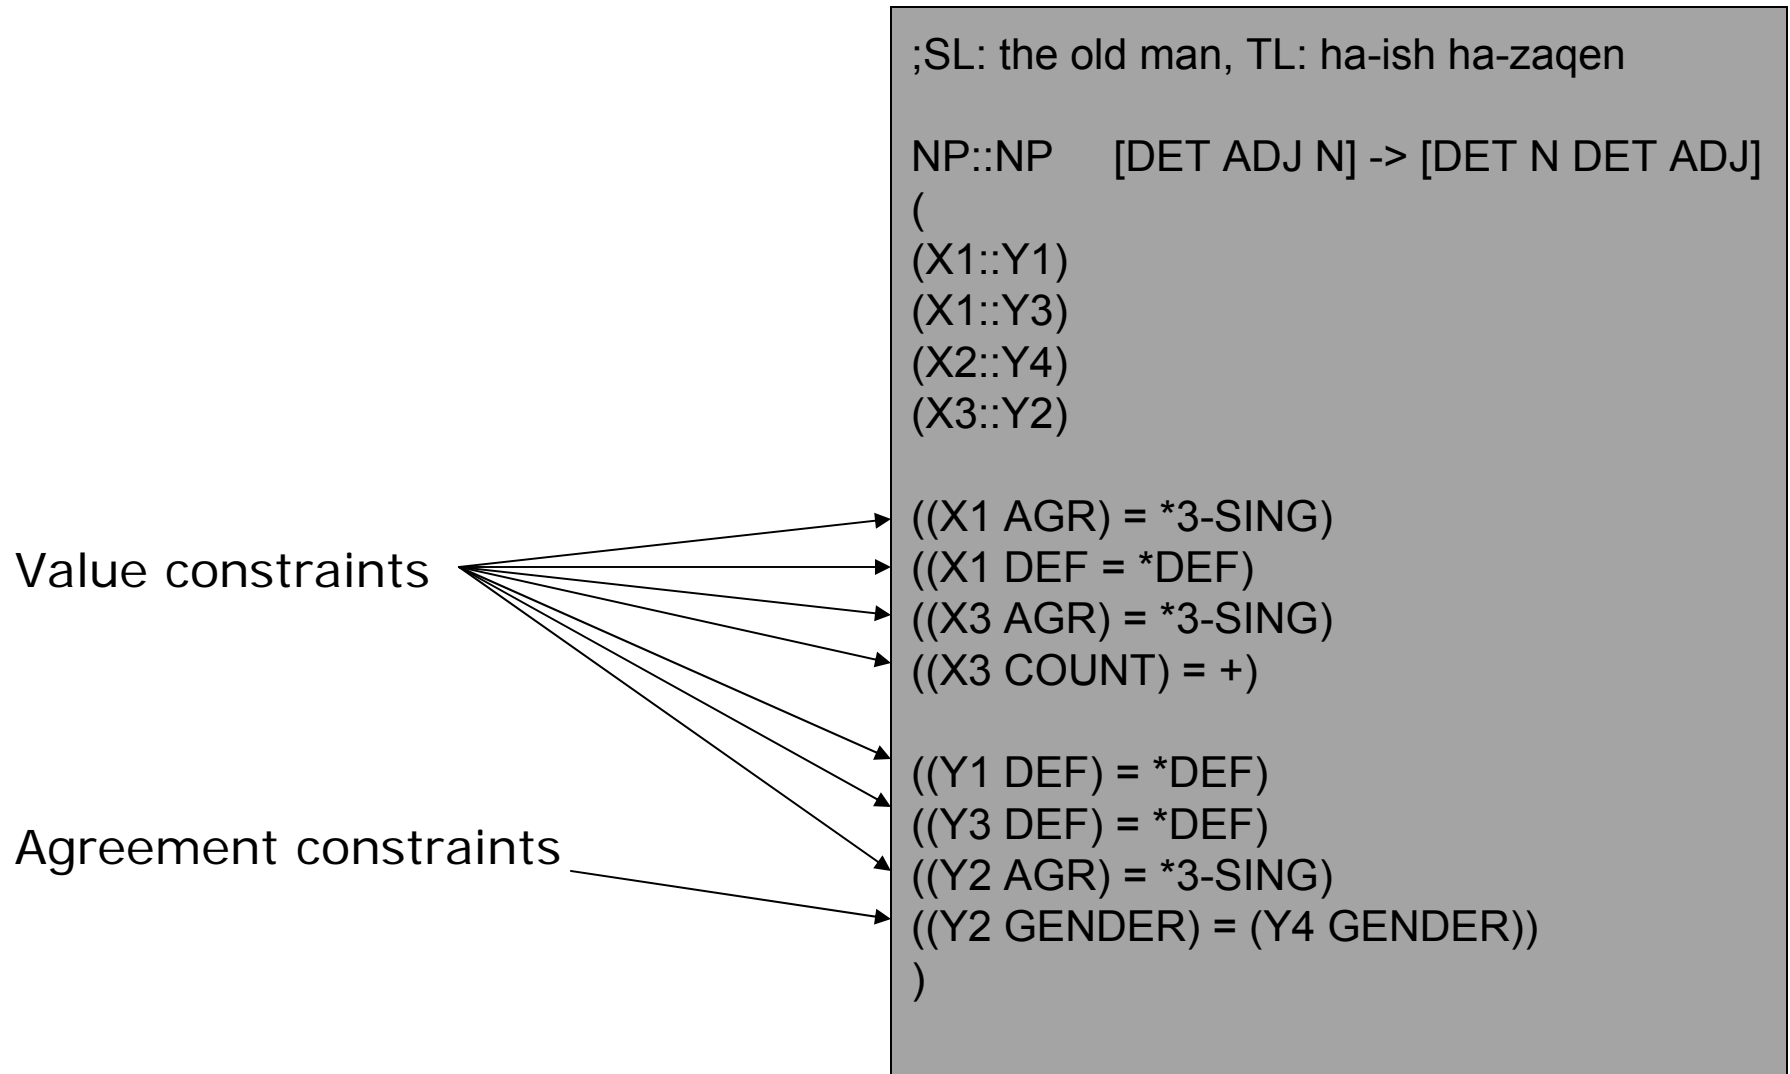 ;SL: the old man, TL: ha-ish ha-zaqen
NP::NP [DET ADJ N] -> [DET N DET ADJ]
(
(X1::Y1)
(X1::Y3)
(X2::Y4)
(X3::Y2)
((X1 AGR) = *3-SING)
((X1 DEF = *DEF)
((X3 AGR) = *3-SING)
((X3 COUNT) = +)
((Y1 DEF) = *DEF)
((Y3 DEF) = *DEF)
((Y2 AGR) = *3-SING)
((Y2 GENDER) = (Y4 GENDER))
)
Value constraints
Agreement constraints